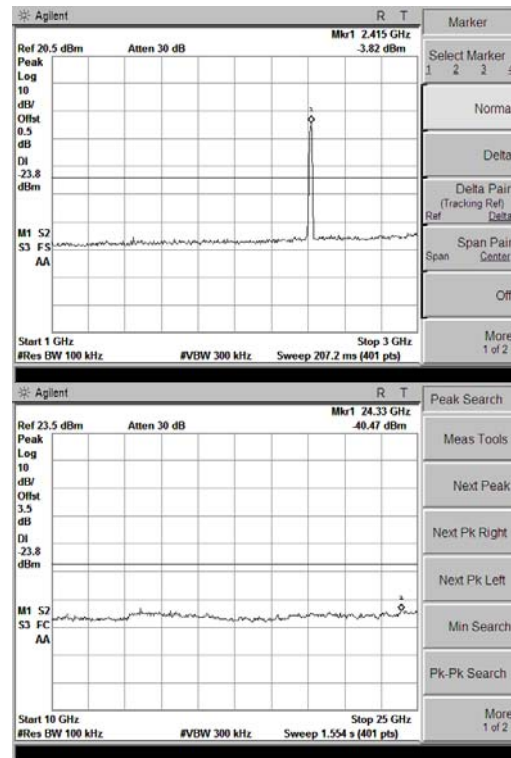 Agilent R T
Mkr1 2.415 GHz
Ref 20.5 dBm Atten 30 dB -3.82 dBm
Peak
Log
10
dB/
Offst
0.5
dB
DI
-23.8
dBm
M1 S2
S3 FS
AA
Start 1 GHz Stop 3 GHz
#Res BW 100 kHz #VBW 300 kHz Sweep 207.2 ms (401 pts)
Marker
Select Marker
1 2 3 4
Norma
Delta
Delta Pair
(Tracking Ref)
Ref Delta
Span Pair
Span Center
Off
More
1 of 2
Agilent R T
Mkr1 24.33 GHz
Ref 23.5 dBm Atten 30 dB -40.47 dBm
Peak
Log
10
dB/
Offst
3.5
dB
DI
-23.8
dBm
M1 S2
S3 FC
AA
Start 10 GHz Stop 25 GHz
#Res BW 100 kHz #VBW 300 kHz Sweep 1.554 s (401 pts)
Peak Search
Meas Tools
Next Peak
Next Pk Right
Next Pk Left
Min Search
Pk-Pk Search
More
1 of 2